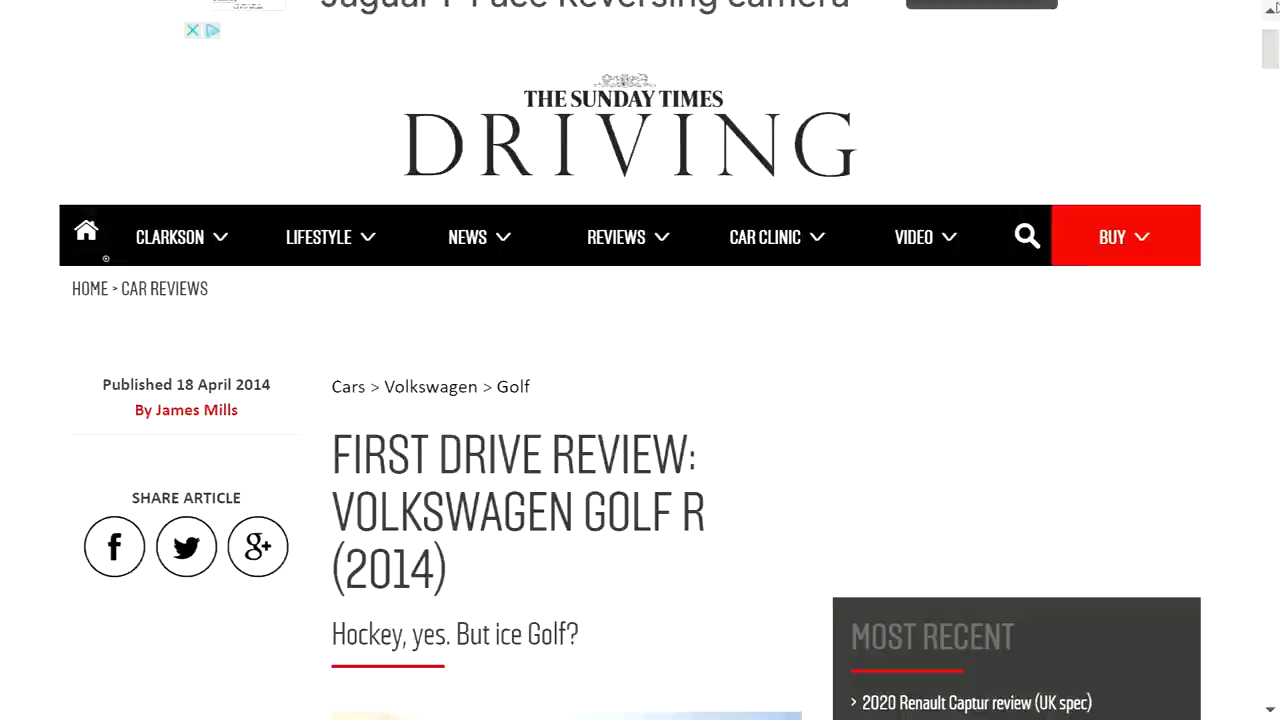 Jaguar F-Pace Reversing camera
THE SUNDAY TIMES
DRIVING
CLARKSON LIFESTYLE NEWS REVIEWS CAR CLINIC VIDEO BUY
HOME > CAR REVIEWS
Published 18 April 2014
By James Mills
SHARE ARTICLE
Cars > Volkswagen > Golf
FIRST DRIVE REVIEW:
VOLKSWAGEN GOLF R
(2014)
Hockey, yes. But ice Golf?
MOST RECENT
> 2020 Renault Captur review (UK spec)